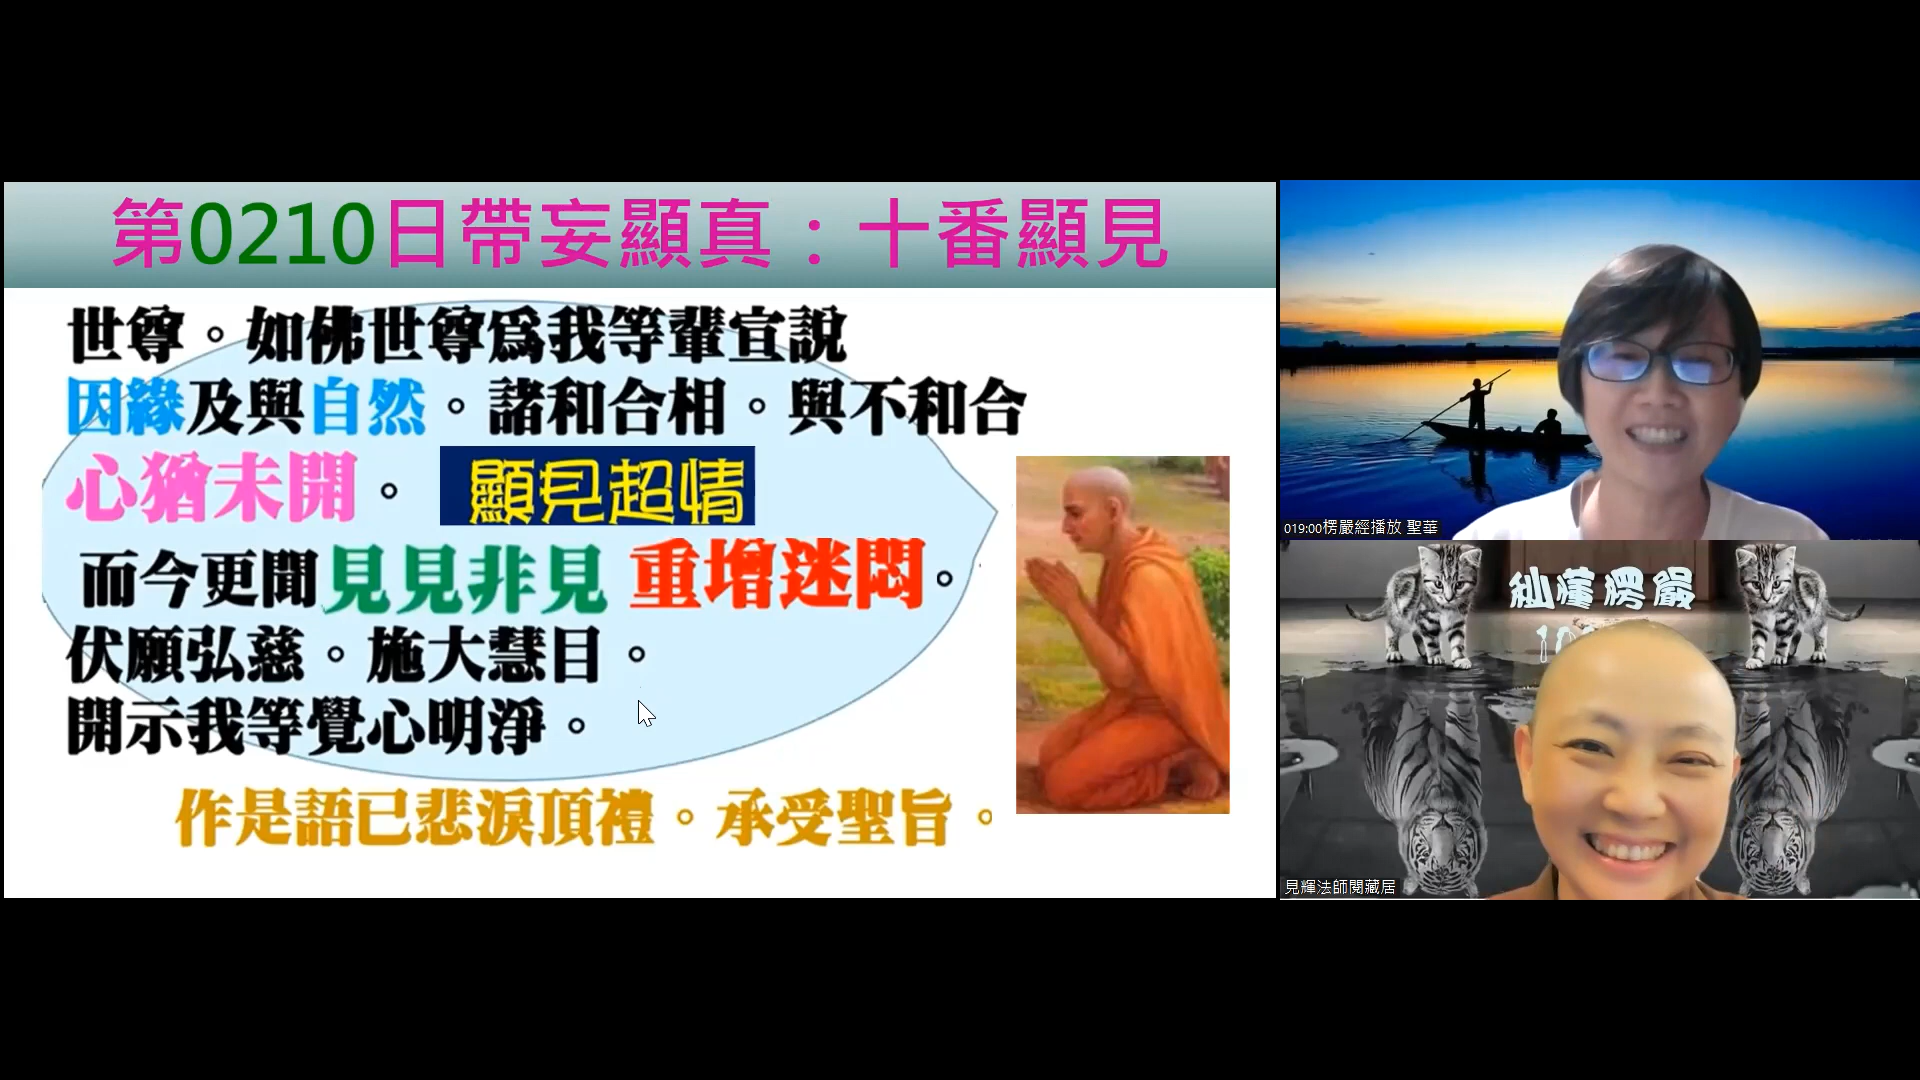 第0210日帶妄顯真：十番顯見
世尊。如佛世尊為我等輩宣說
因緣及與自然。諸和合相。與不和合
心猶未開。 顯見超情
而今更聞見見非見 重增迷悶。
伏願弘慈。施大慧目。
開示我等覺心明淨。
作是語已悲淚頂禮。承受聖旨。
019:00楞嚴經播放 聖華
秈懂楞嚴
見輝法師閱藏居